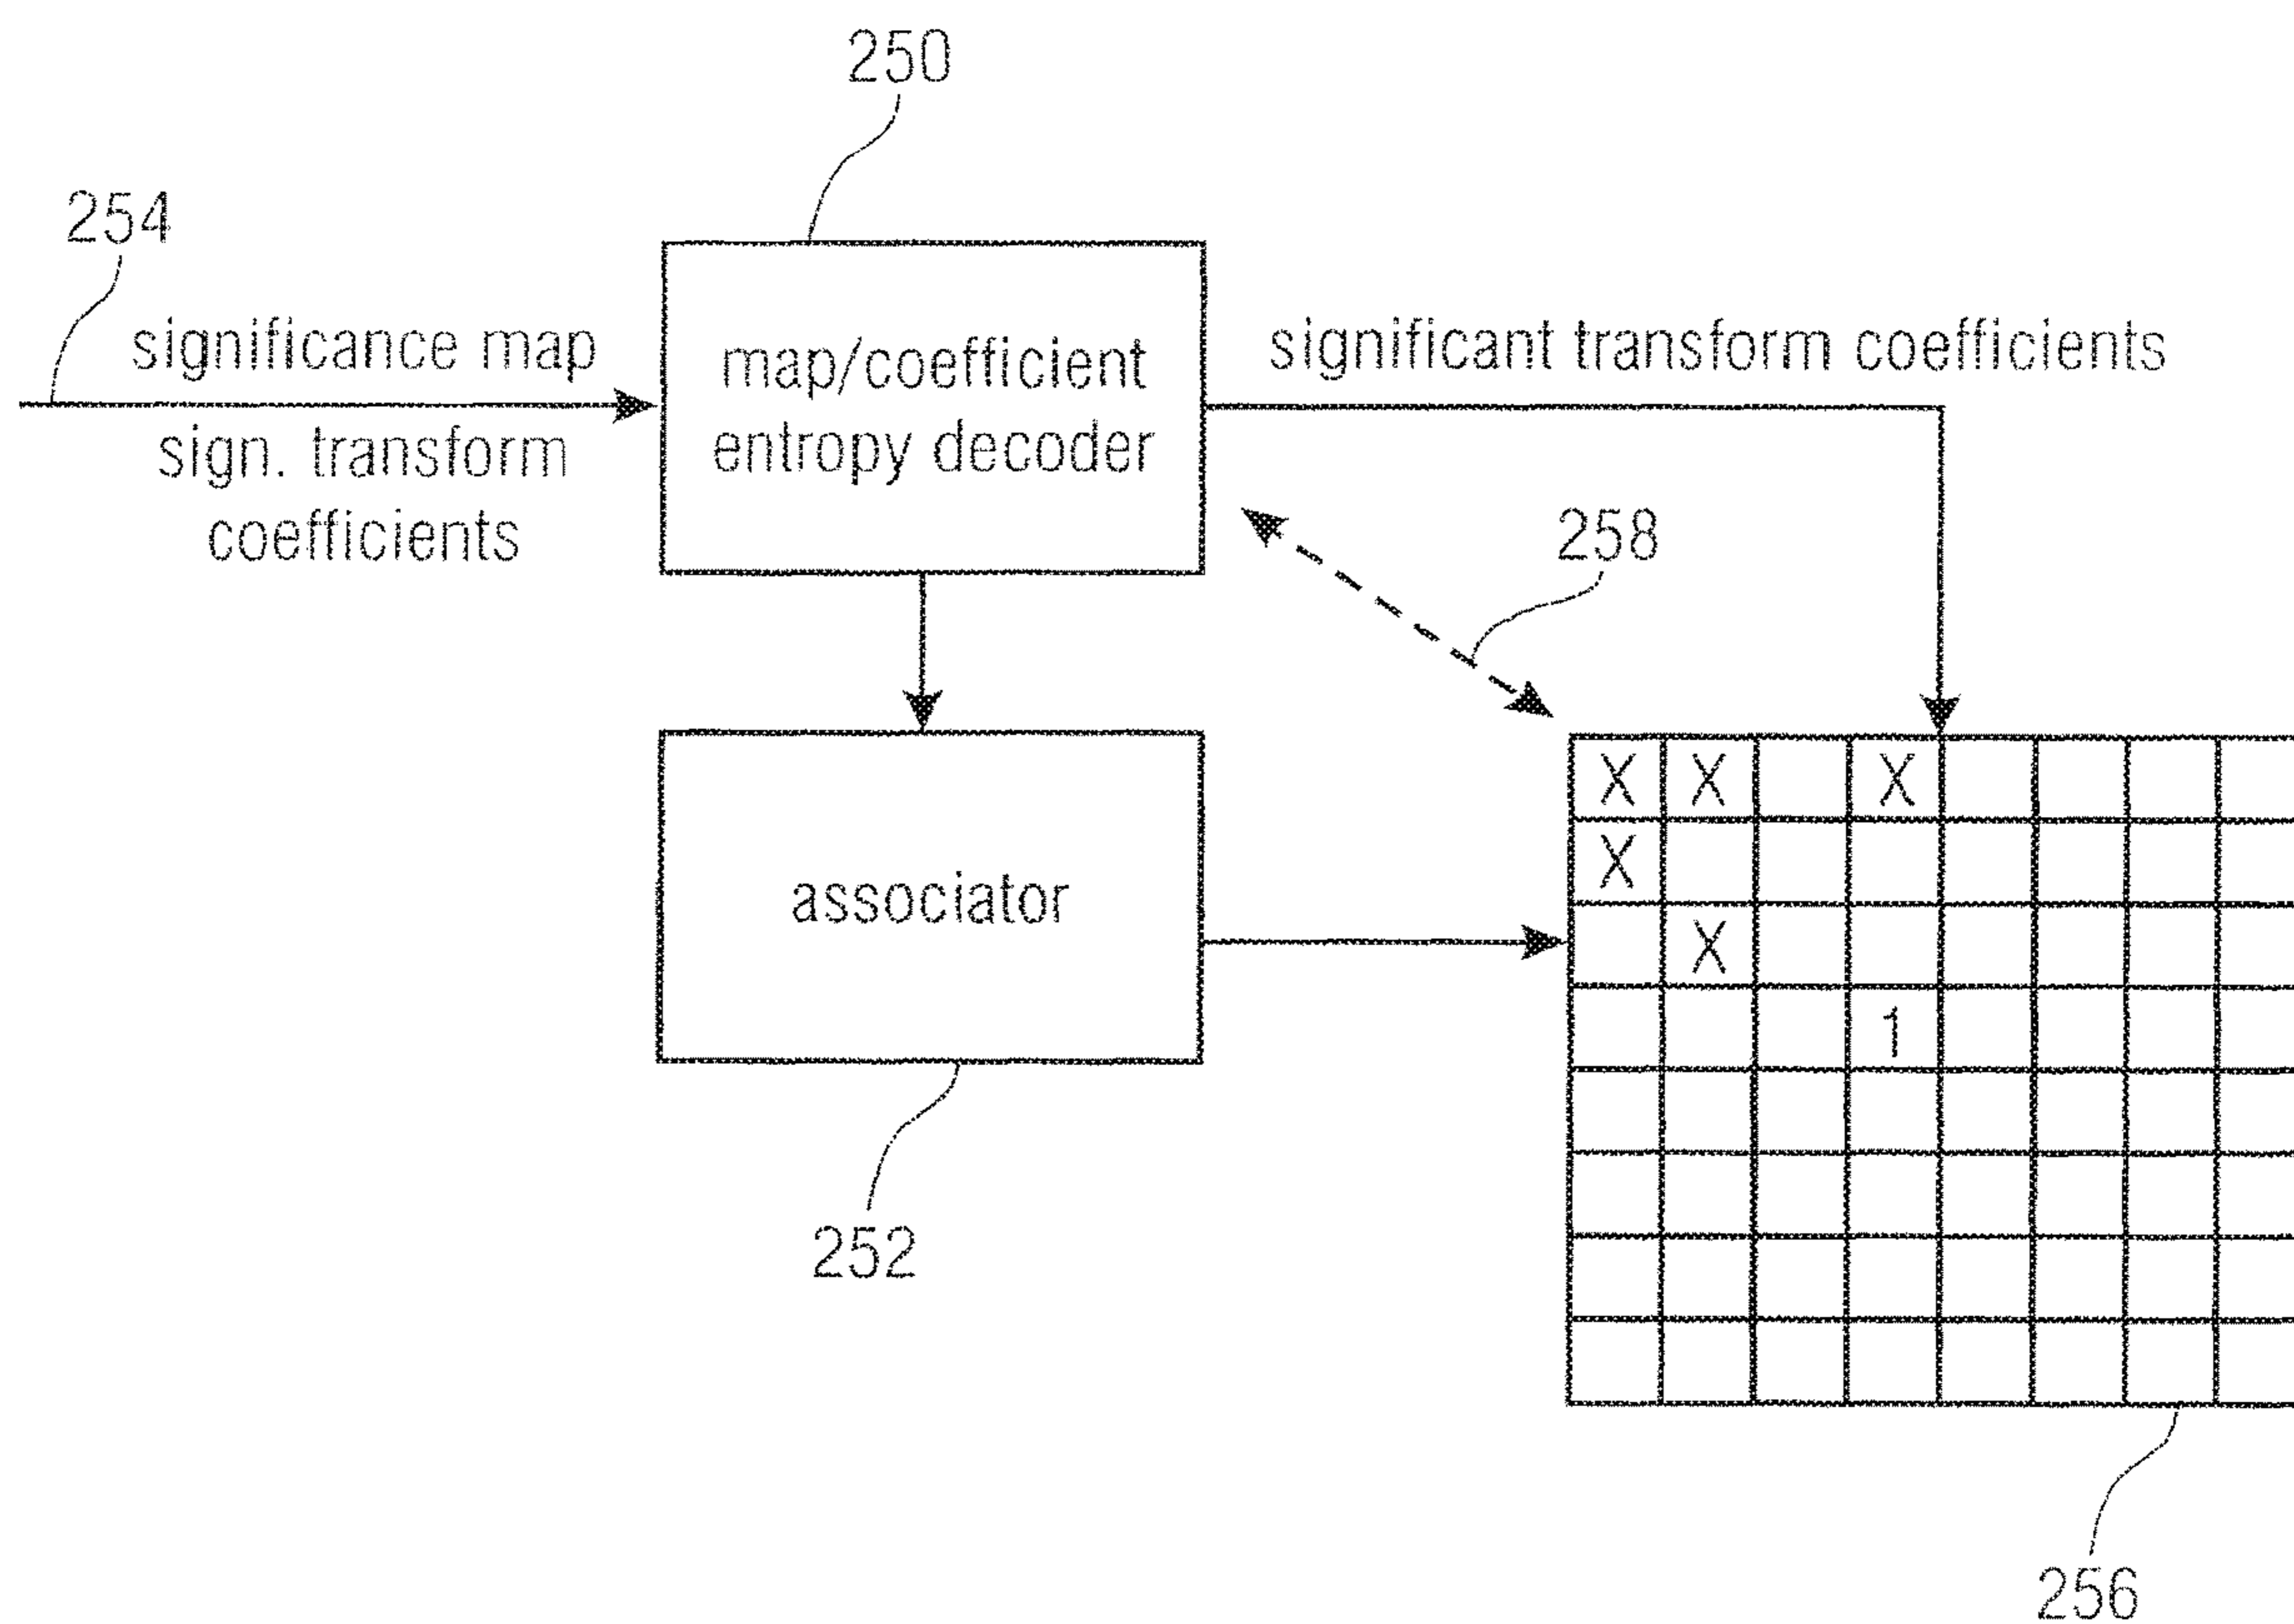 250
254
significance map
sign. transform
coefficients
map/coefficient
entropy decoder
significant transform coefficients
258
associator
X X X
X
X
1
252
256